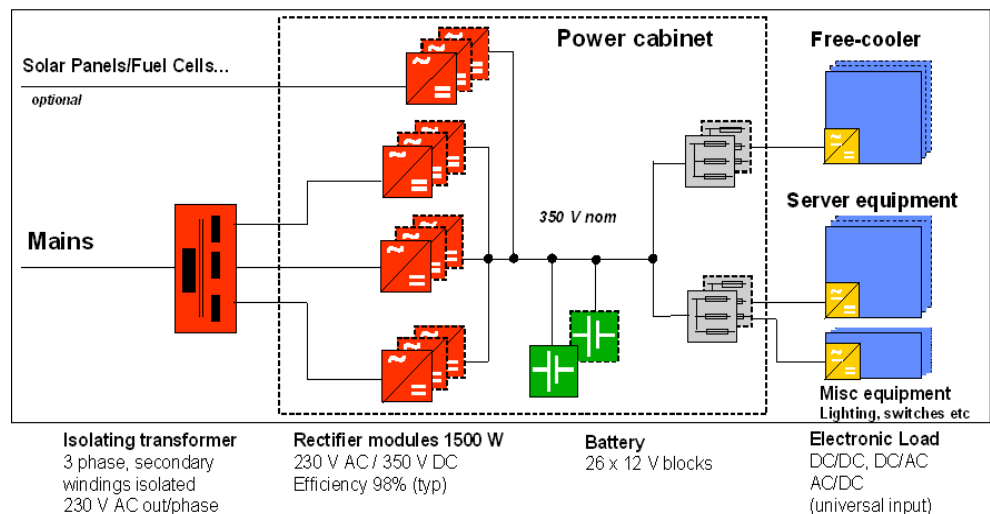 Power cabinet
Free-cooler
Solar Panels/Fuel Cells...
optional
350 V nom
Server equipment
Mains
Misc equipment
Lighting, switches etc
Isolating transformer
3 phase, secondary
windings isolated
230 V AC out/phase
Rectifier modules 1500 W
230 V AC / 350 V DC
Efficiency 98% (typ)
Battery
26 x 12 V blocks
Electronic Load
DC/DC, DC/AC
AC/DC
(universal input)